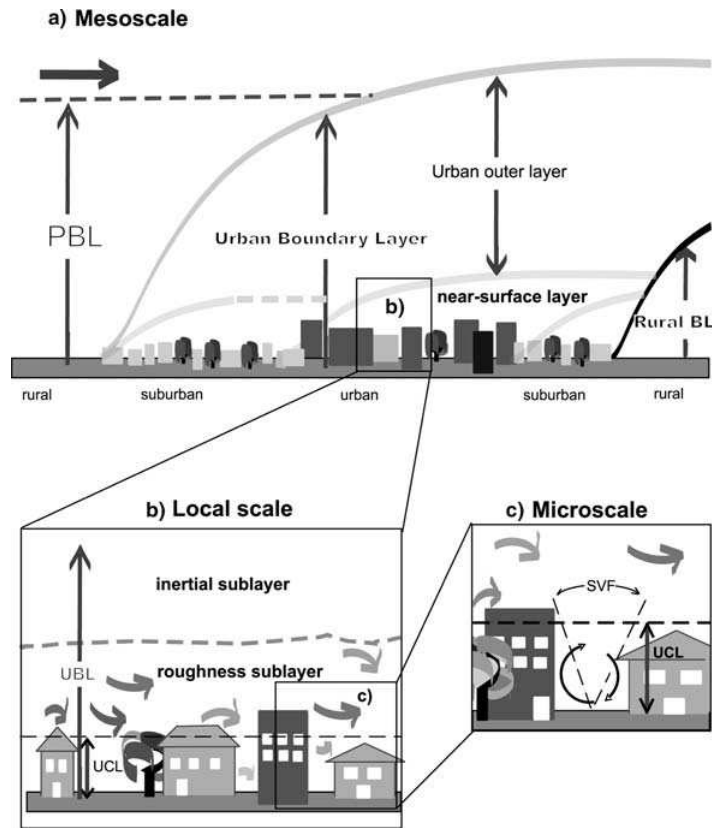 a) Mesoscale
Urban outer layer
PBL
Urban Boundary Layer
b)
near-surface layer
Rural BL
rural
suburban
urban
suburban
rural
b) Local scale
inertial sublayer
UBL
roughness sublayer
c)
UCL
c) Microscale
SVF
UCL